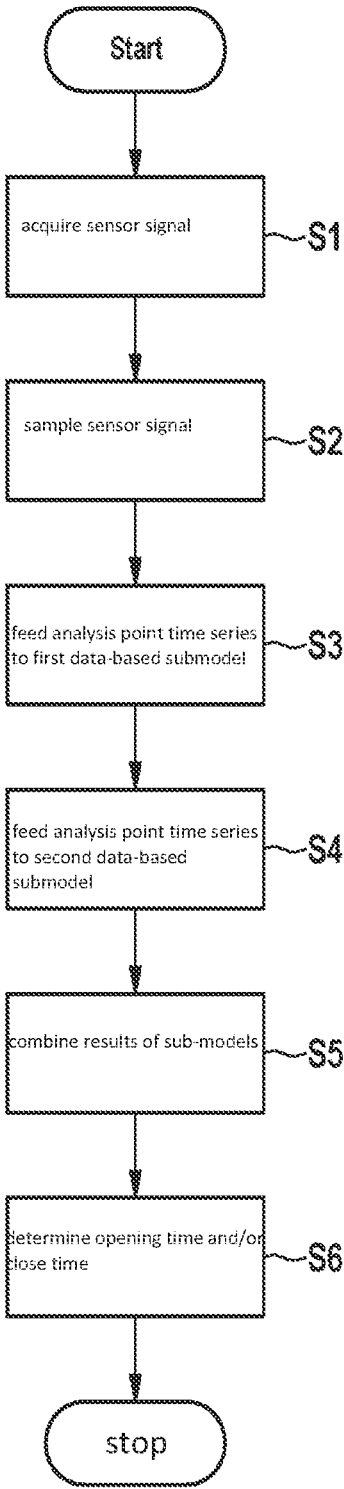 Start
acquire sensor signal
S1
sample sensor signal
S2
feed analysis point time series
to first data-based submodel
S3
feed analysis point time series
to second data-based
submodel
S4
combine results of sub-models
S5
determine opening time and/or
close time
S6
stop